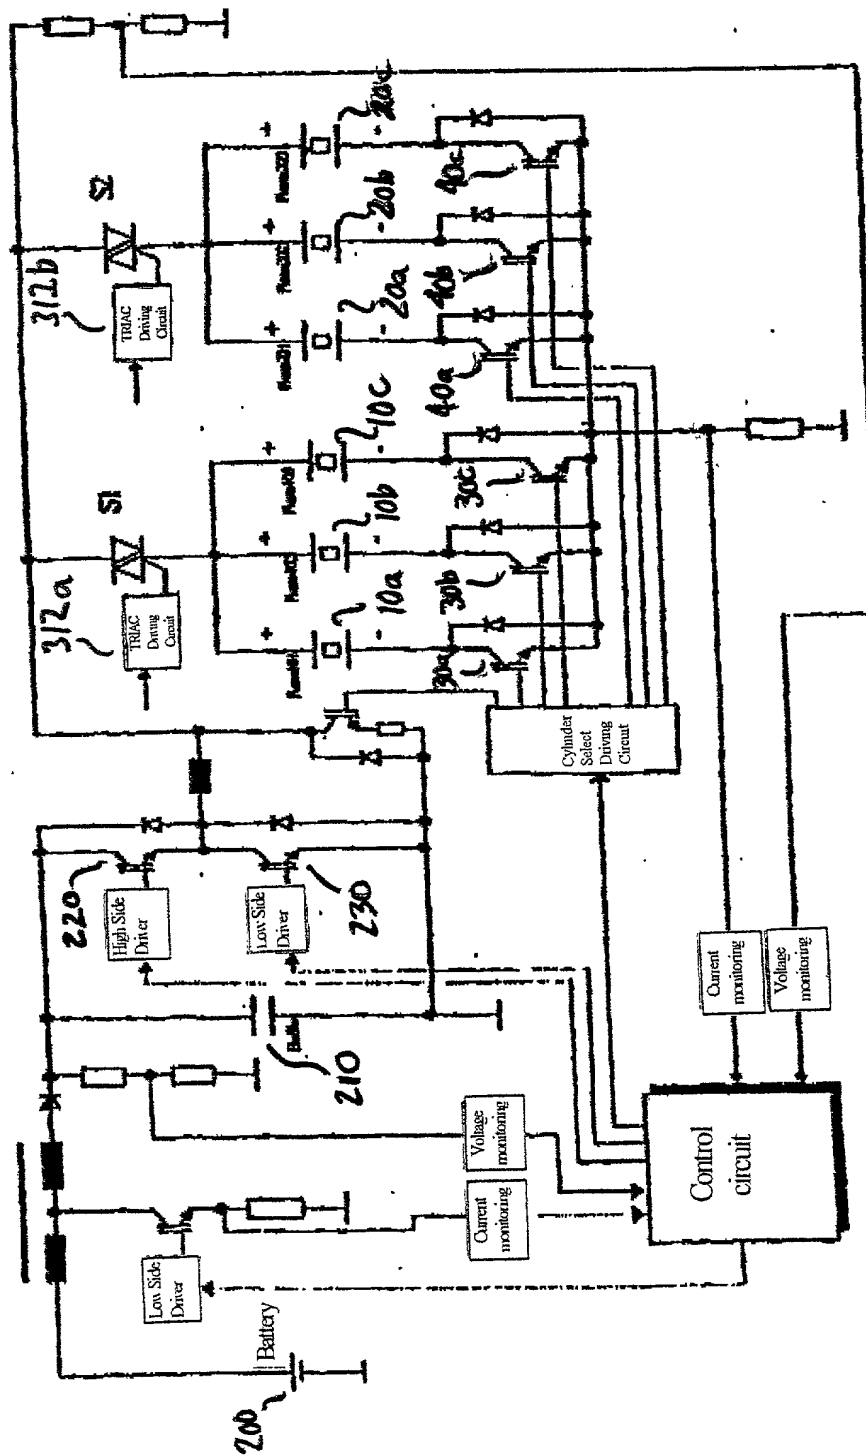 200
Battery
Low Side
Driver
Current
monitoring
Voltage
monitoring
210
220
High Side
Driver
Low Side
Driver
230
Control
circuit
Current
monitoring
Voltage
monitoring
Cylinder
Select
Driving
Circuit
312a
TRIAC
Driving
Circuit
S1
312b
TRIAC
Driving
Circuit
S2
+
+
+
+
+
+
10a
10b
10c
20a
20b
20c
-
-
-
-
-
-
30a
30b
30c
40a
40b
40c